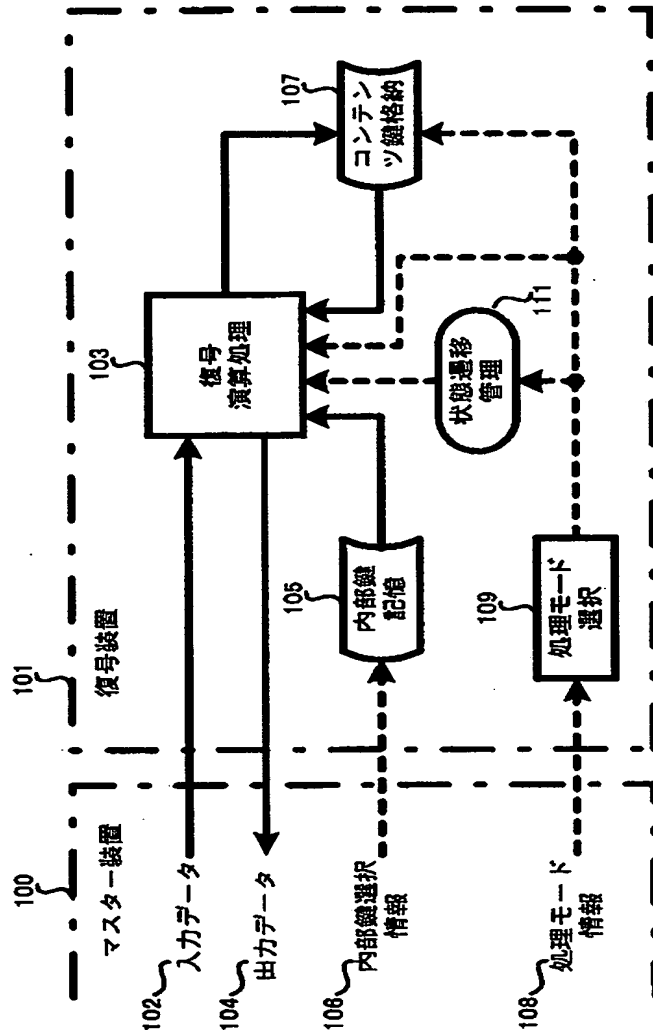 100
マスター装置
102
入力データ
104
出力データ
106
内部鍵選択
情報
108
処理モード
情報
101
復号装置
103
復号
演算処理
105
内部鍵
記憶
107
コンテン
ツ鍵格納
109
処理モード
選択
111
状態遷移
管理